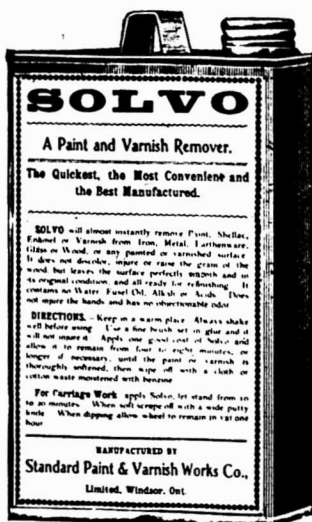 SOLVO
A Paint and Varnish Remover.
The Quickest, the Most Convenient and
the Best Manufactured.
SOLVO will almost instantly remove Paint, Shellac,
Enamel or Varnish from Iron, Metal, Earthenware,
Glass or Wood, or any painted or varnished surface.
It does not discolor, injure or raise the grain of the
wood but leaves the surface perfectly smooth and in
its original condition, and all ready for refinishing. It
contains no Water, Fusel Oil, Alkali or Acids. Does
not injure the hands and has no objectionable odor
DIRECTIONS. - Keep in a warm place. Always shake
well before using. Use a fine brush set in glue and it
will not injure it. Apply one good coat of Solvo and
allow it to remain from four to eight minutes, or
longer if necessary, until the paint or varnish is
thoroughly softened, then wipe off with a cloth or
cotton waste moistened with benzine
For Carriage Work apply Solvo, let stand from 10
to 20 minutes. When soft scrape off with a wide putty
knife. When dipping allow wheel to remain in vat one
hour
MANUFACTURED BY
Standard Paint & Varnish Works Co.,
Limited, Windsor, Ont.